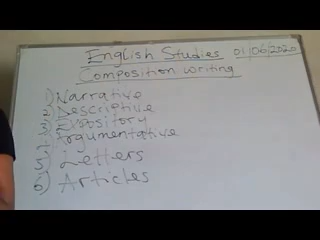 English Studies 01/06/2020
Composition writing
1) Narrative
2) Descriptive
3) Expository
4) Argumentative
5) Letters
6) Articles